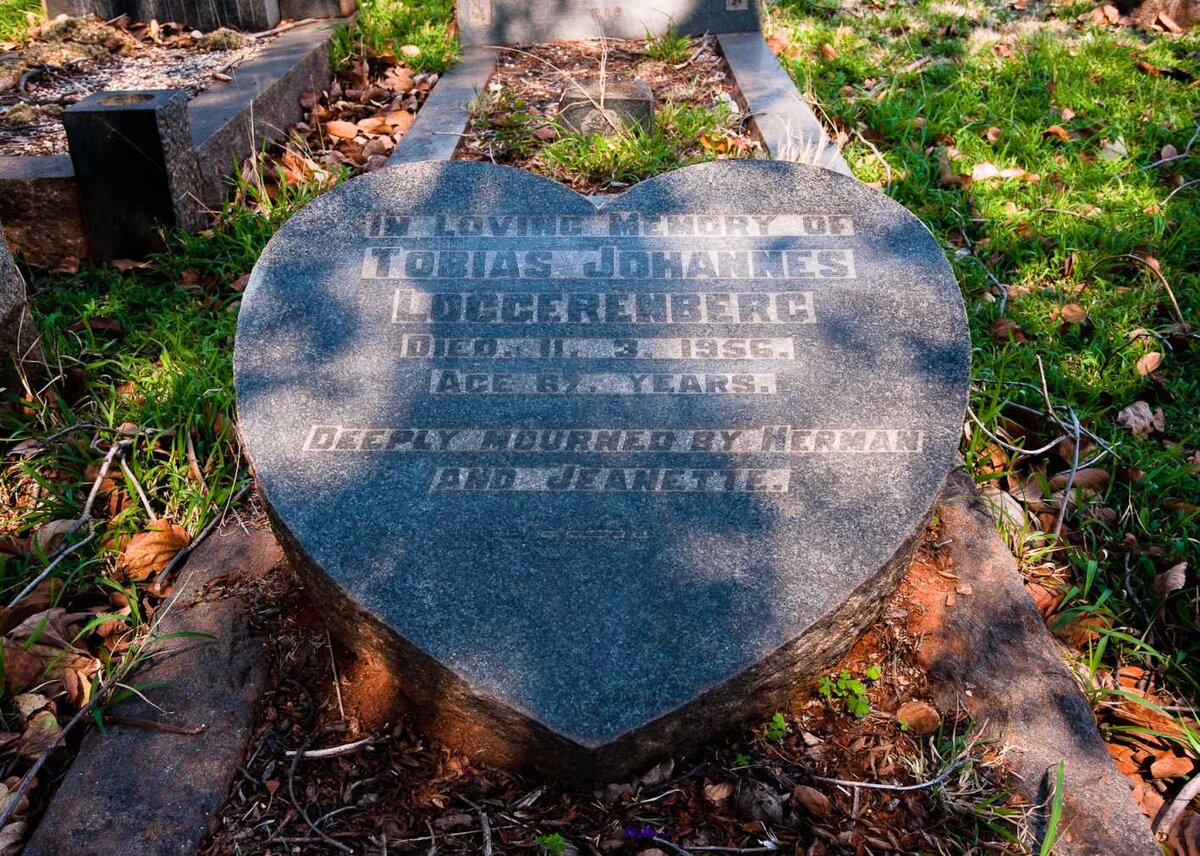 IN LOVING MEMORY OF
TOBIAS JOHANNES
LOGGERENBERG
DIED. 11. 3. 1956.
AGE 67. YEARS.
DEEPLY MOURNED BY HERMAN
AND JEANETTE.